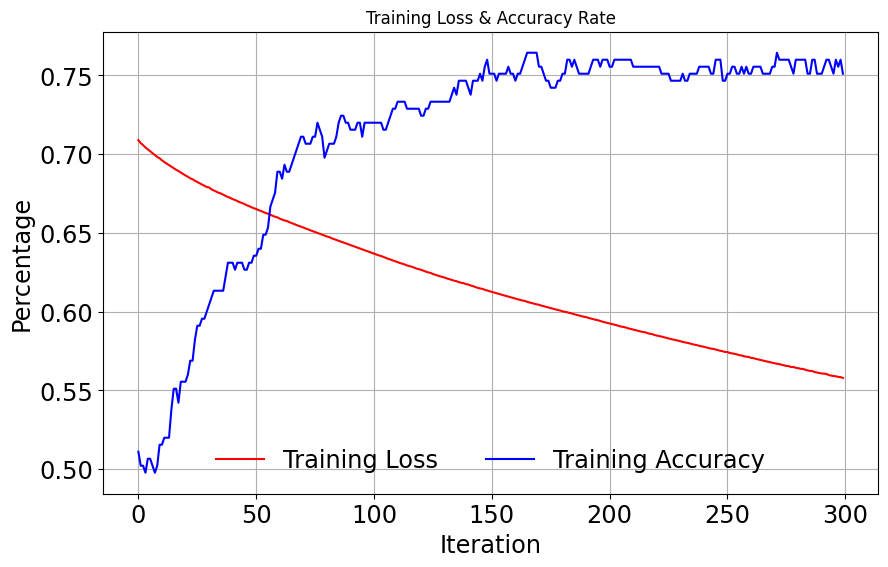 Training Loss & Accuracy Rate
Percentage
0.75
0.70
0.65
0.60
0.55
0.50
Training Loss
Training Accuracy
0 50 100 150 200 250 300
Iteration